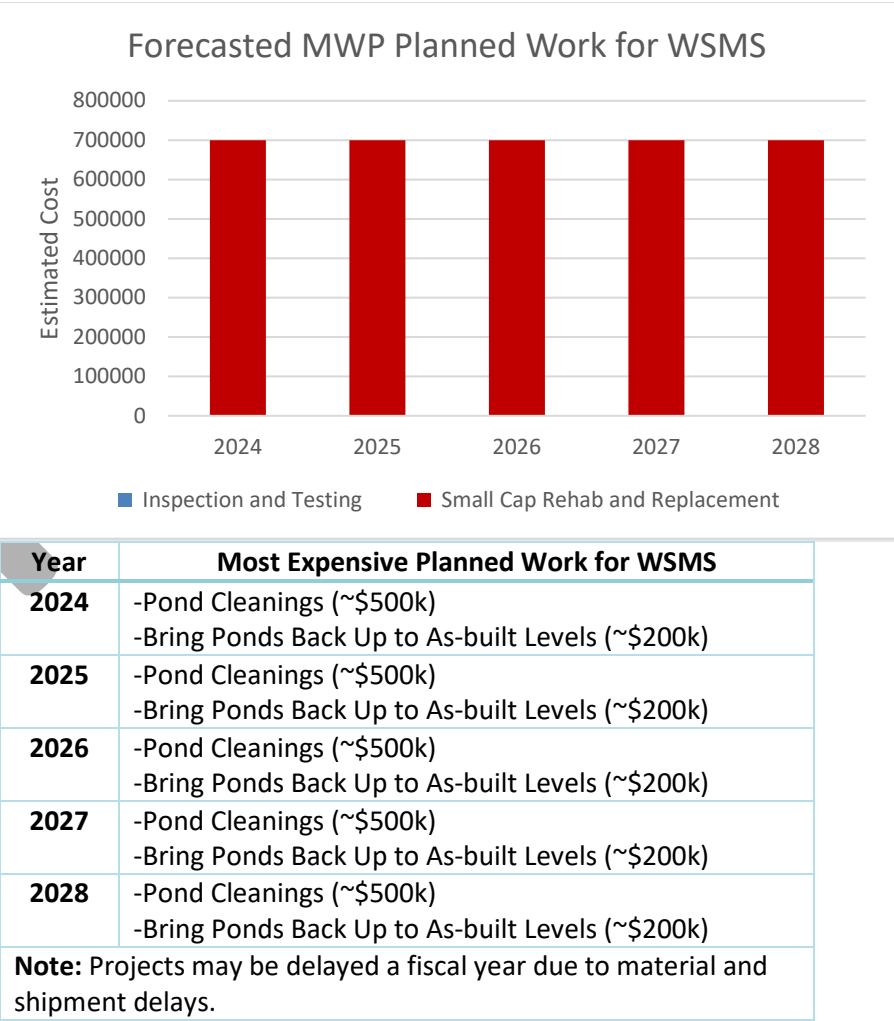 Forecasted MWP Planned Work for WSMS
800000
700000
600000
500000
400000
300000
200000
100000
0
Estimated Cost
2024 2025 2026 2027 2028
Inspection and Testing Small Cap Rehab and Replacement
Year Most Expensive Planned Work for WSMS
2024 -Pond Cleanings (~$500k)
-Bring Ponds Back Up to As-built Levels (~$200k)
2025 -Pond Cleanings (~$500k)
-Bring Ponds Back Up to As-built Levels (~$200k)
2026 -Pond Cleanings (~$500k)
-Bring Ponds Back Up to As-built Levels (~$200k)
2027 -Pond Cleanings (~$500k)
-Bring Ponds Back Up to As-built Levels (~$200k)
2028 -Pond Cleanings (~$500k)
-Bring Ponds Back Up to As-built Levels (~$200k)
Note: Projects may be delayed a fiscal year due to material and
shipment delays.